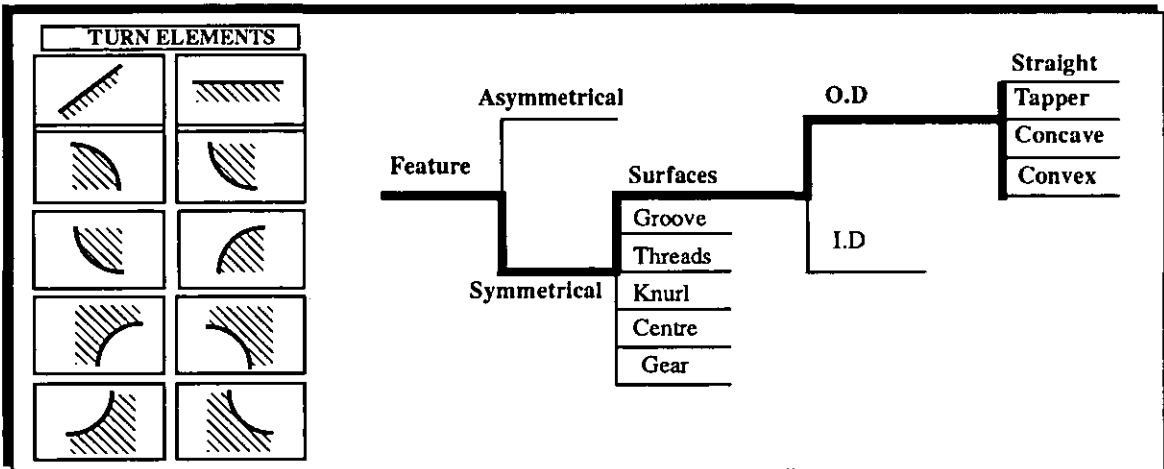 TURN ELEMENTS
Feature
Asymmetrical
Symmetrical
Surfaces
Groove
Threads
Knurl
Centre
Gear
O.D
I.D
Straight
Tapper
Concave
Convex